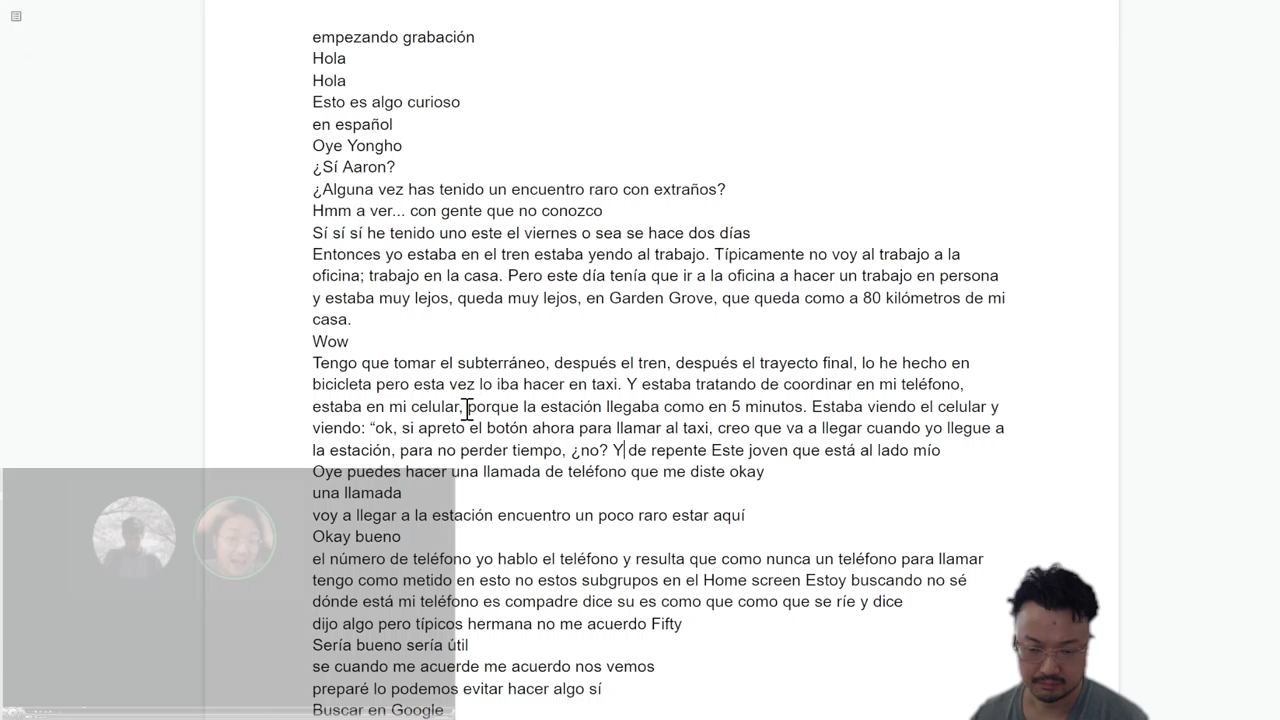 empezando grabación
Hola
Hola
Esto es algo curioso
en español
Oye Yongho
¿Sí Aaron?
¿Alguna vez has tenido un encuentro raro con extraños?
Hmm a ver... con gente que no conozco
Sí sí sí he tenido uno este el viernes o sea se hace dos días
Entonces yo estaba en el tren estaba yendo al trabajo. Típicamente no voy al trabajo a la
oficina; trabajo en la casa. Pero este día tenía que ir a la oficina a hacer un trabajo en persona
y estaba muy lejos, queda muy lejos, en Garden Grove, que queda como a 80 kilómetros de mi
casa.
Wow
Tengo que tomar el subterráneo, después el tren, después el trayecto final, lo he hecho en
bicicleta pero esta vez lo iba hacer en taxi. Y estaba tratando de coordinar en mi teléfono,
estaba en mi celular, porque la estación llegaba como en 5 minutos. Estaba viendo el celular y
viendo: “ok, si apreto el botón ahora para llamar al taxi, creo que va a llegar cuando yo llegue a
la estación, para no perder tiempo, ¿no? Y de repente Este joven que está al lado mío
Oye puedes hacer una llamada de teléfono que me diste okay
una llamada
voy a llegar a la estación encuentro un poco raro estar aquí
Okay bueno
el número de teléfono yo hablo el teléfono y resulta que como nunca un teléfono para llamar
tengo como metido en esto no estos subgrupos en el Home screen Estoy buscando no sé
dónde está mi teléfono es compadre dice su es como que como que se ríe y dice
dijo algo pero típicos hermana no me acuerdo Fifty
Sería bueno sería útil
se cuando me acuerde me acuerdo nos vemos
preparé lo podemos evitar hacer algo sí
Buscar en Google